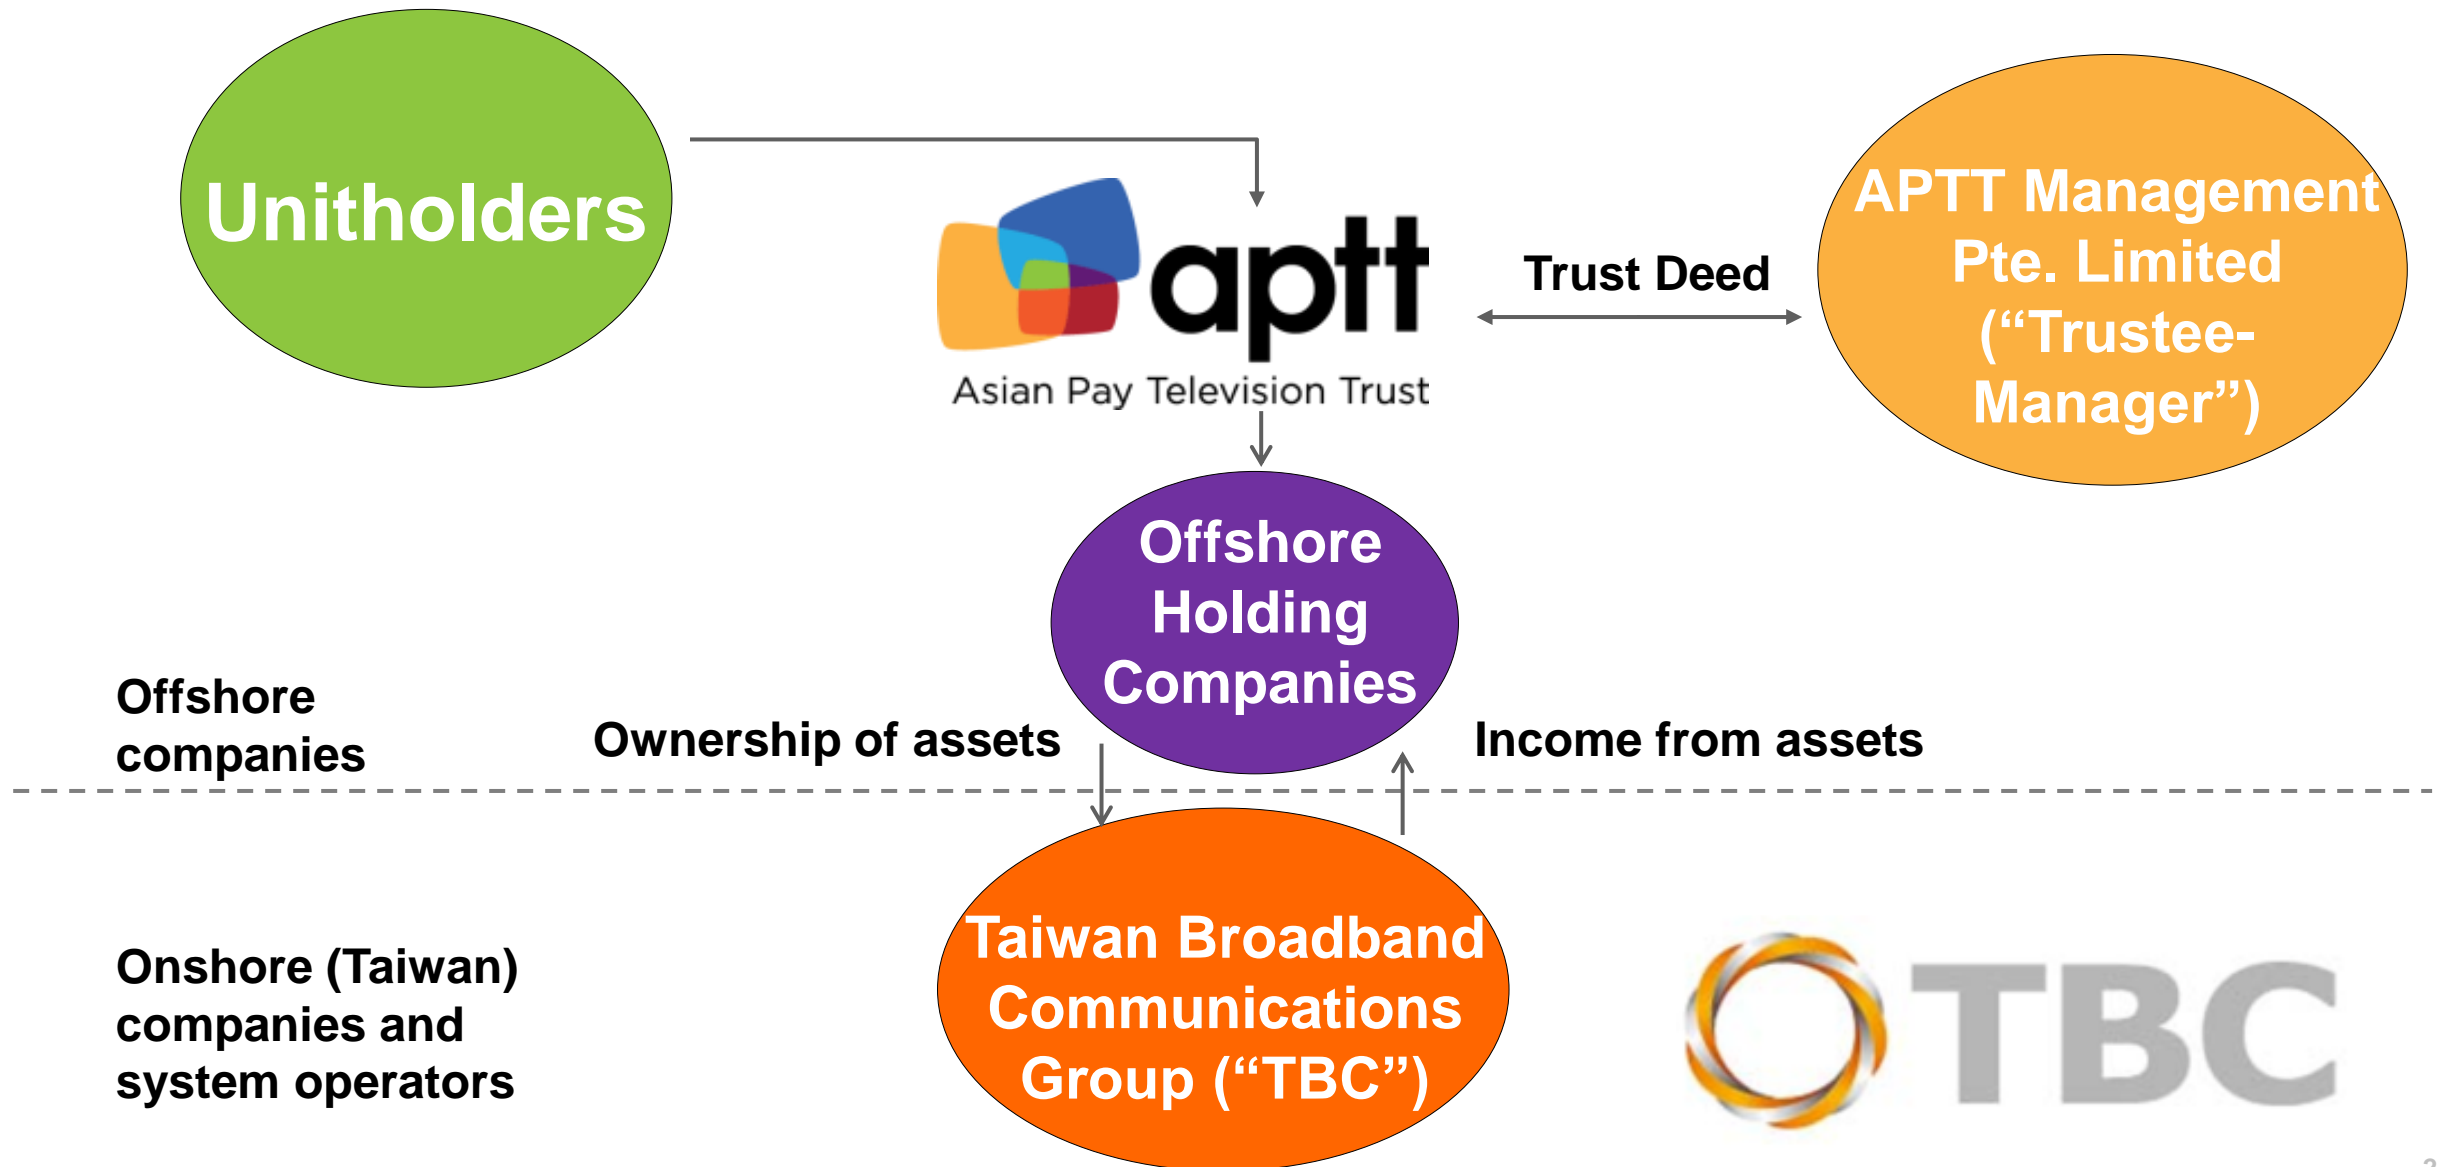 Unitholders
aptt
Asian Pay Television Trust
Trust Deed
APTT Management
Pte. Limited
(“Trustee-
Manager”)
Offshore
Holding
Companies
Offshore
companies
Ownership of assets
Income from assets
Onshore (Taiwan)
companies and
system operators
Taiwan Broadband
Communications
Group (“TBC”)
TBC